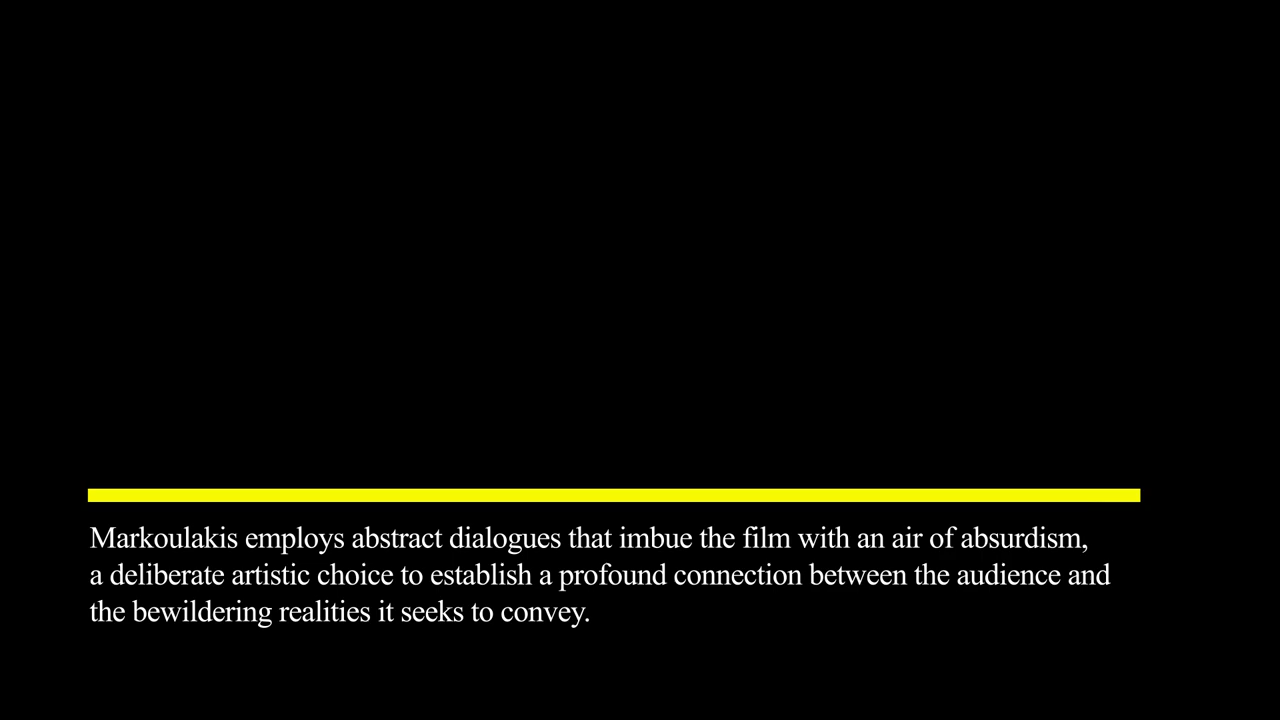 Markoulakis employs abstract dialogues that imbue the film with an air of absurdism,
a deliberate artistic choice to establish a profound connection between the audience and
the bewildering realities it seeks to convey.